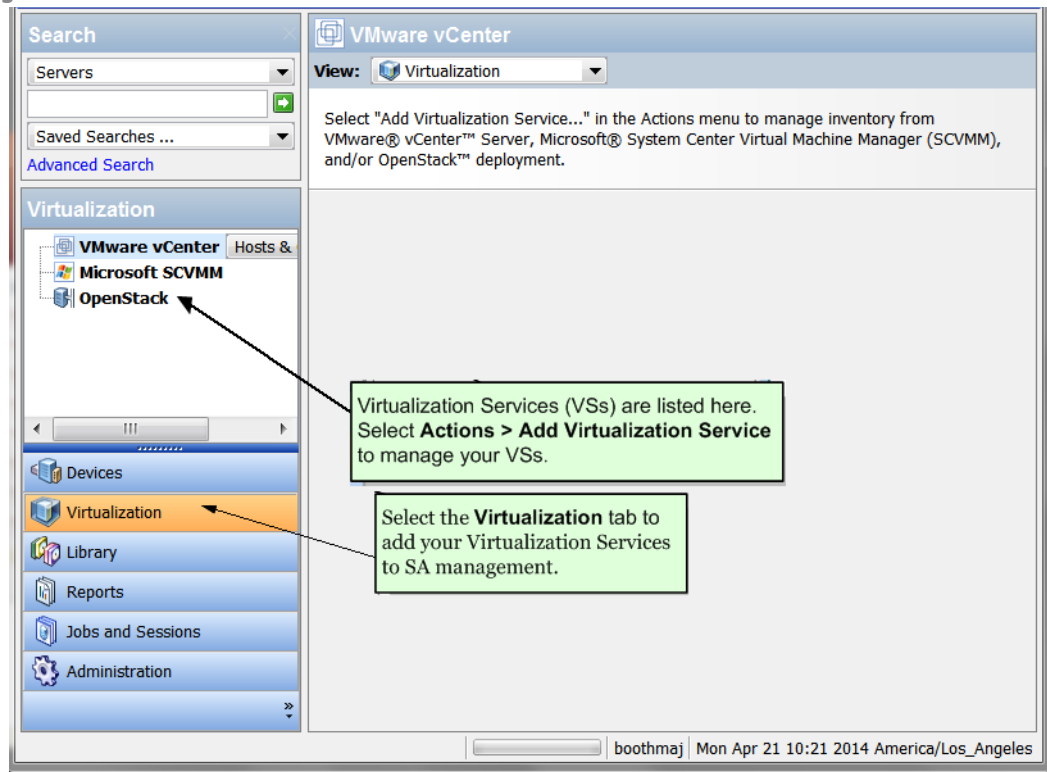 Search
Servers
Saved Searches ...
Advanced Search
Virtualization
VMware vCenter Hosts &
Microsoft SCVMM
OpenStack
Devices
Virtualization
Library
Reports
Jobs and Sessions
Administration
VMware vCenter
View: Virtualization
Select "Add Virtualization Service..." in the Actions menu to manage inventory from
VMware® vCenter™ Server, Microsoft® System Center Virtual Machine Manager (SCVMM),
and/or OpenStack™ deployment.
Virtualization Services (VSs) are listed here.
Select Actions > Add Virtualization Service
to manage your VSs.
Select the Virtualization tab to
add your Virtualization Services
to SA management.
boothmaj Mon Apr 21 10:21 2014 America/Los_Angeles